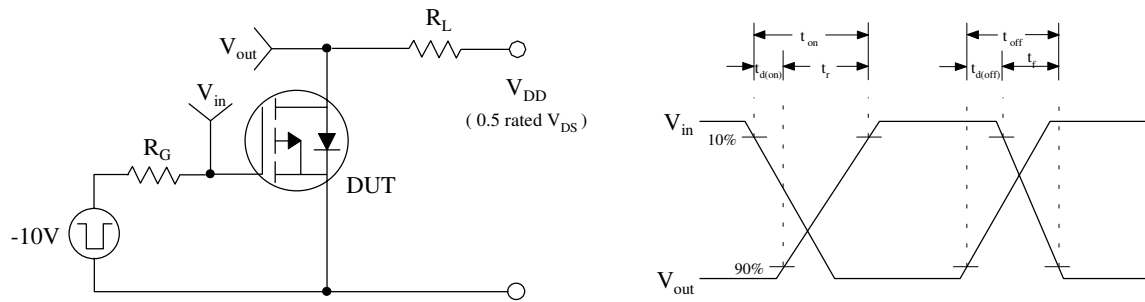 R_L
V_out
V_in
V_DD
( 0.5 rated V_DS )
R_G
DUT
-10V
t_on
t_off
t_d(on)
t_r
t_d(off)
t_f
V_in
10%
90%
V_out